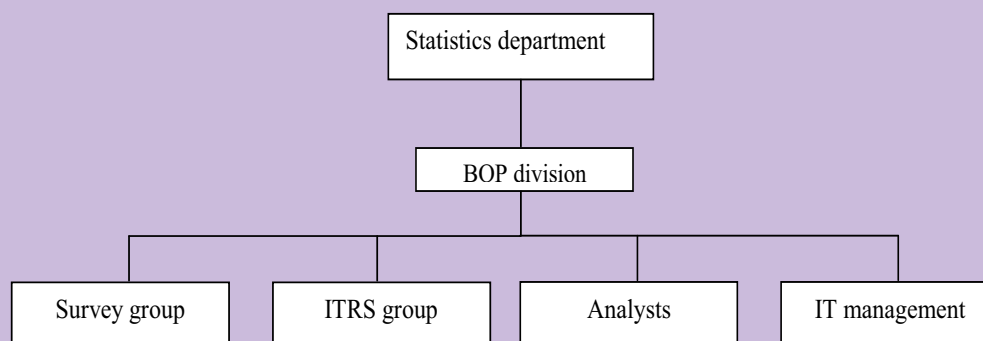 Statistics department
BOP division
Survey group
ITRS group
Analysts
IT management